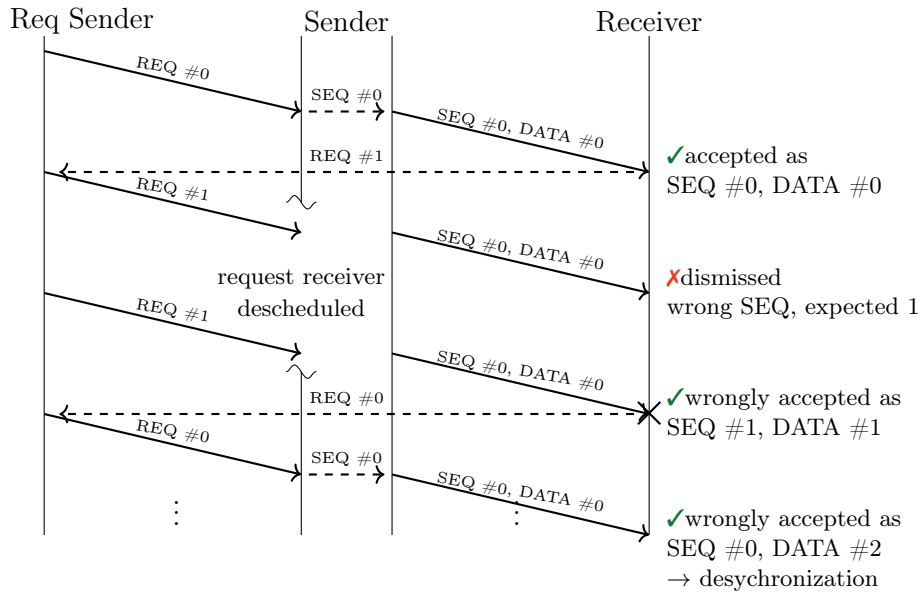 Req Sender
Sender
Receiver
REQ #0
SEQ #0
SEQ #0, DATA #0
REQ #1
✓accepted as
SEQ #0, DATA #0
REQ #1
SEQ #0, DATA #0
request receiver
descheduled
✗dismissed
wrong SEQ, expected 1
REQ #1
SEQ #0, DATA #0
REQ #0
✓wrongly accepted as
SEQ #1, DATA #1
REQ #0
SEQ #0
SEQ #0, DATA #0
✓wrongly accepted as
SEQ #0, DATA #2
→ desychronization